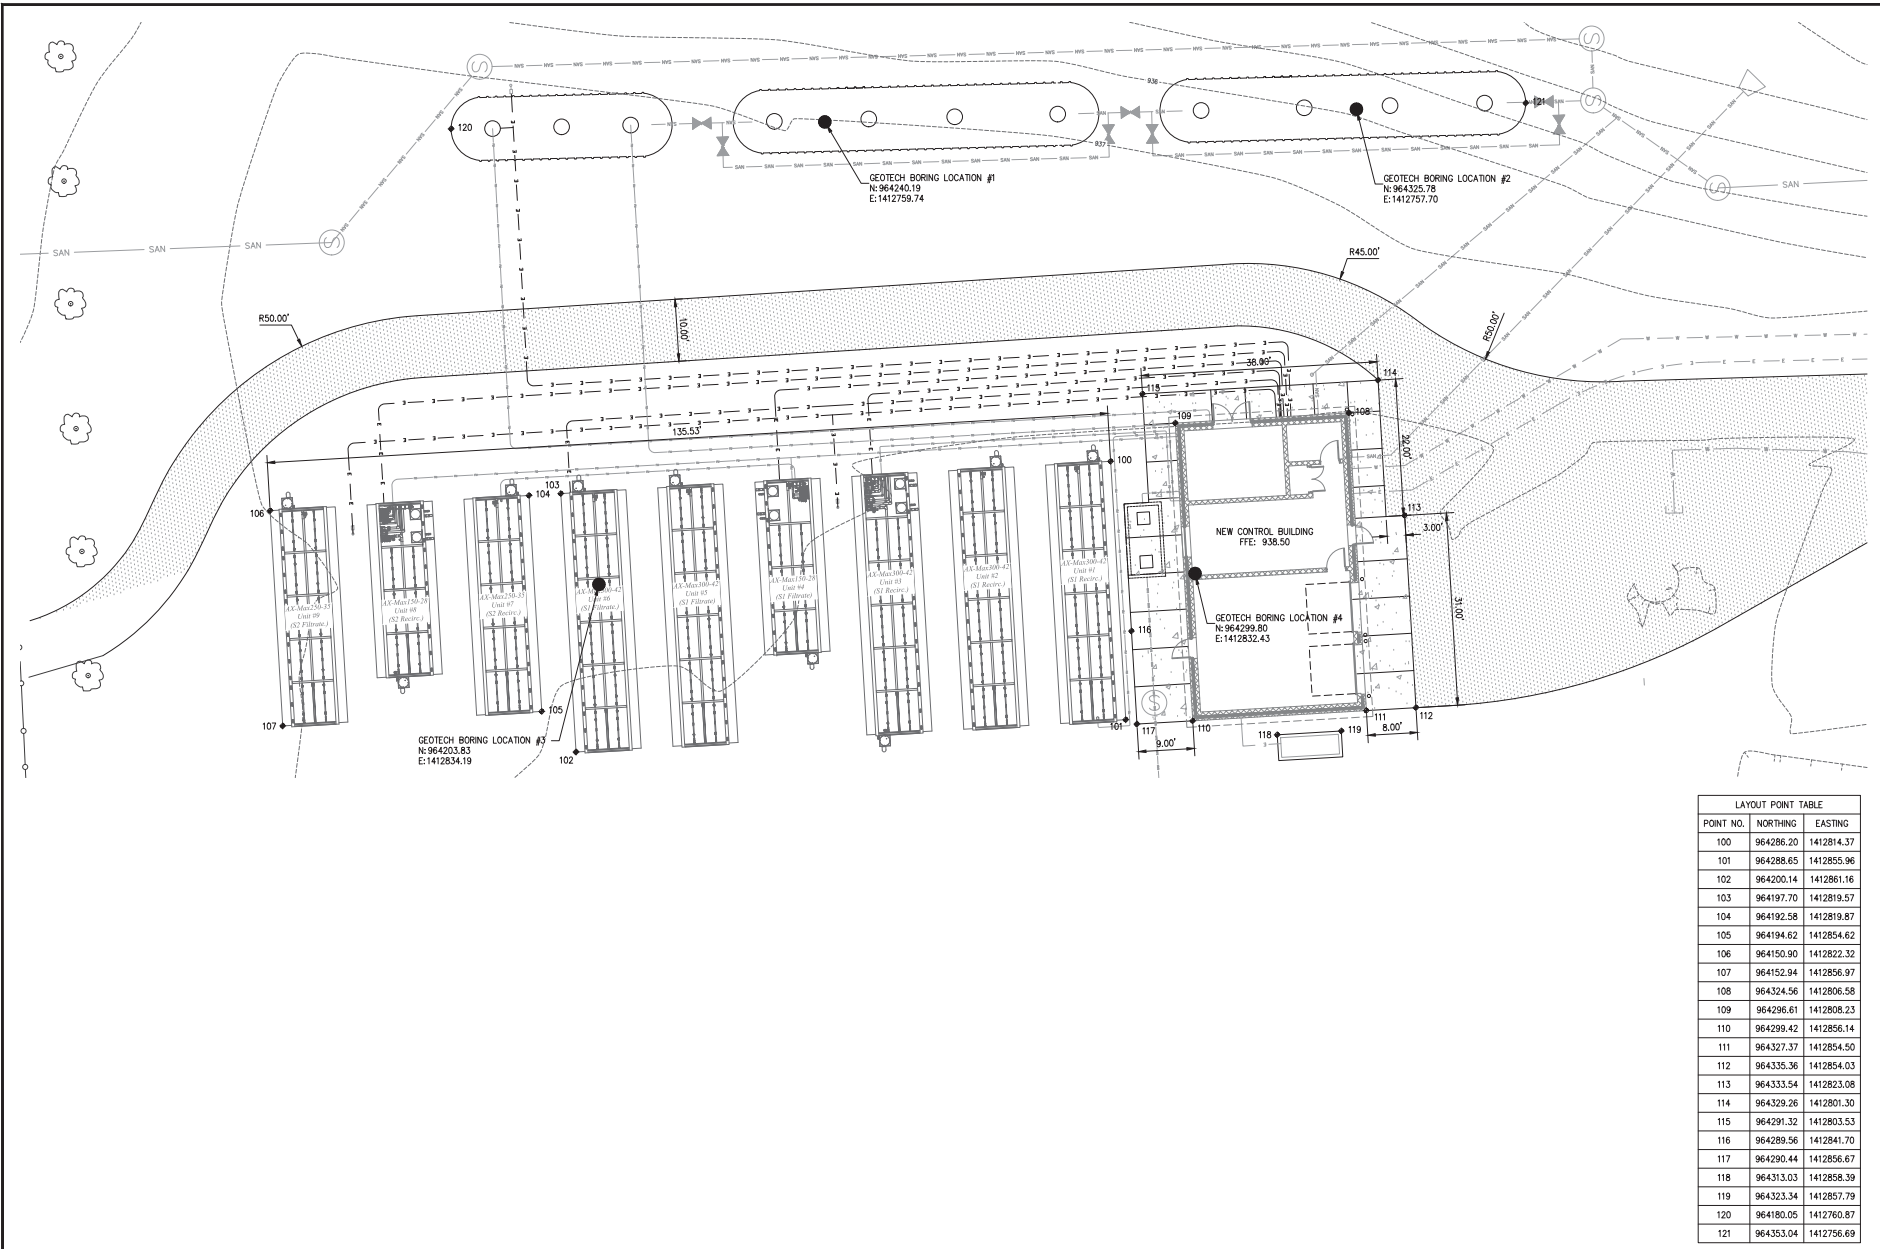 936
937
120
121
GEOTECH BORING LOCATION #1
N: 964240.19
E: 1412759.74
GEOTECH BORING LOCATION #2
N: 964325.78
E: 1412757.70
SAN
SAN
SAN
SAN
R50.00'
R45.00'
R50.00'
10.00'
38.00'
135.53'
114
115
109
108
22.00'
100
103
104
106
113
3.00'
NEW CONTROL BUILDING
FFE: 938.50
AX-Max250-35
Unit #9
(S2 Filtrate.)
AX-Max150-28
Unit #8
(S2 Recirc.)
AX-Max250-35
Unit #7
(S2 Recirc.)
Unit #6
(S1 Filtrate.)
AX-Max300-42
Unit #5
(S1 Filtrate)
AX-Max150-28
Unit #4
(S1 Filtrate)
AX-Max300-42
Unit #3
(S1 Recirc.)
AX-Max300-42
Unit #2
(S1 Recirc.)
AX-Max300-42
Unit #1
(S1 Recirc.)
31.00'
GEOTECH BORING LOCATION #4
N: 964299.80
E: 1412832.43
116
105
107
GEOTECH BORING LOCATION #3
N: 964203.83
E: 1412834.19
102
101
117
110
111
112
9.00'
118
119
8.00'
LAYOUT POINT TABLE
POINT NO. NORTHING EASTING
100 964286.20 1412814.37
101 964288.65 1412855.96
102 964200.14 1412861.16
103 964197.70 1412819.57
104 964192.58 1412819.87
105 964194.62 1412854.62
106 964150.90 1412822.32
107 964152.94 1412856.97
108 964324.56 1412806.58
109 964296.61 1412808.23
110 964299.42 1412856.14
111 964327.37 1412854.50
112 964335.36 1412854.03
113 964333.54 1412823.08
114 964329.26 1412801.30
115 964291.32 1412803.53
116 964289.56 1412841.70
117 964290.44 1412856.67
118 964313.03 1412858.39
119 964323.34 1412857.79
120 964180.05 1412760.87
121 964353.04 1412756.69